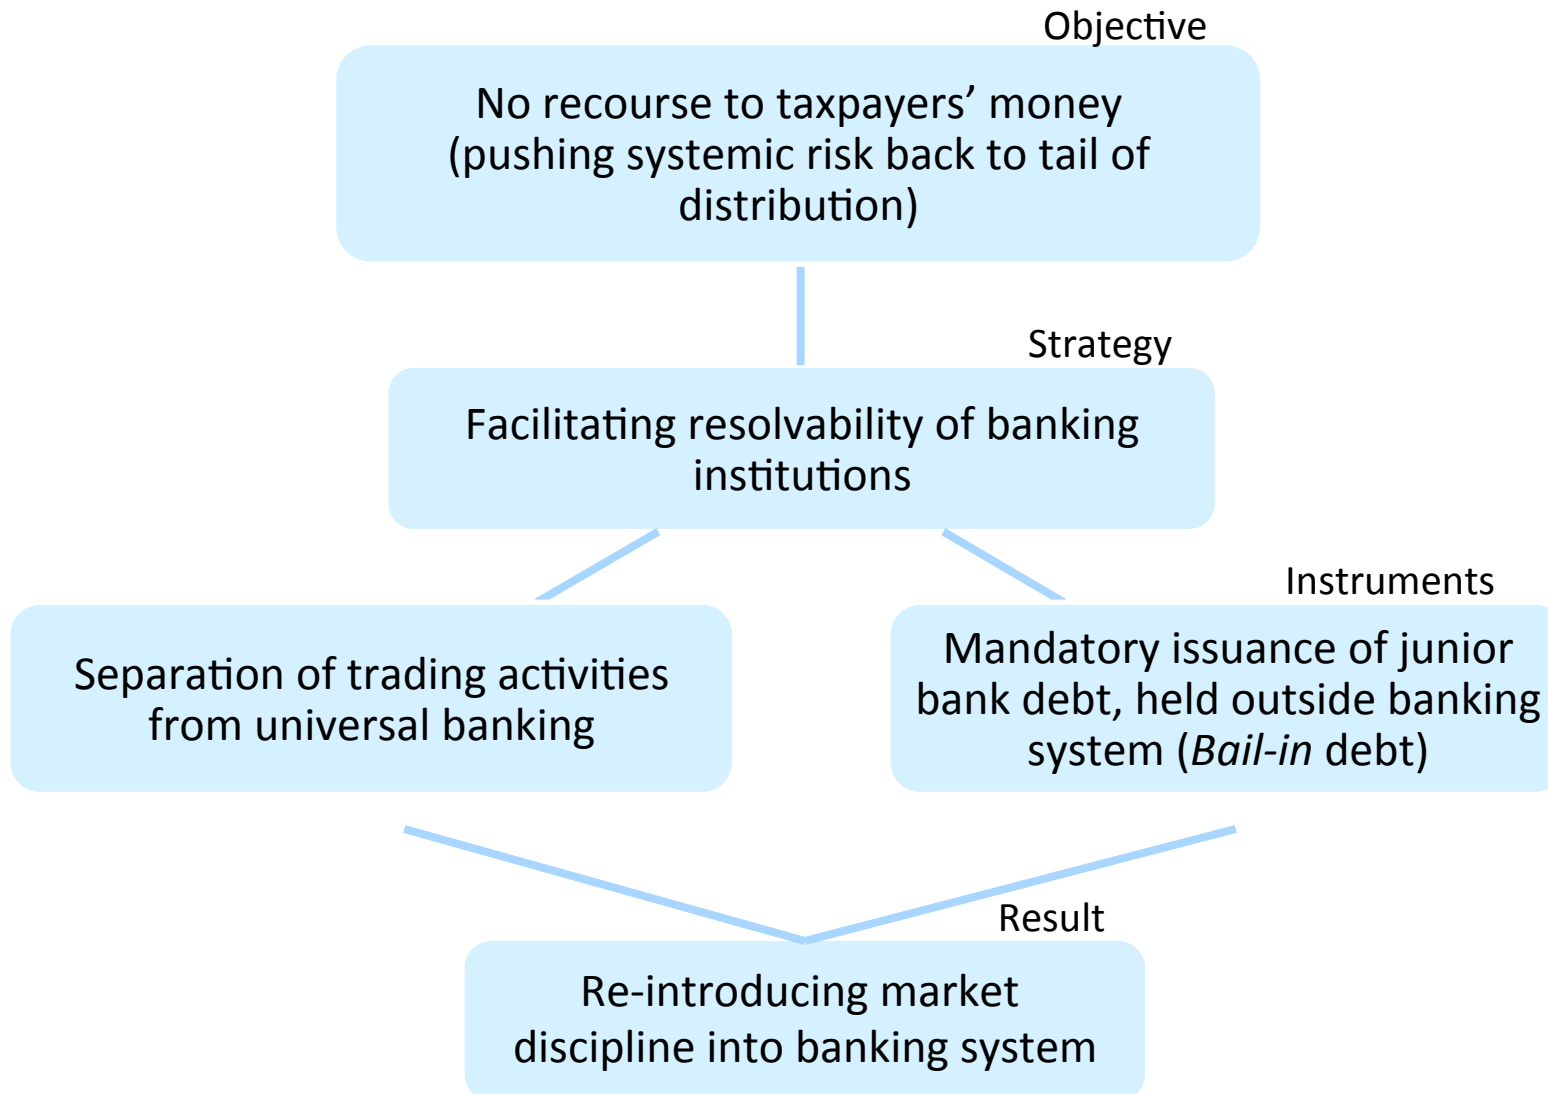 Objective
No recourse to taxpayers’ money
(pushing systemic risk back to tail of
distribution)
Strategy
Facilitating resolvability of banking
institutions
Separation of trading activities
from universal banking
Instruments
Mandatory issuance of junior
bank debt, held outside banking
system (Bail-in debt)
Result
Re-introducing market
discipline into banking system